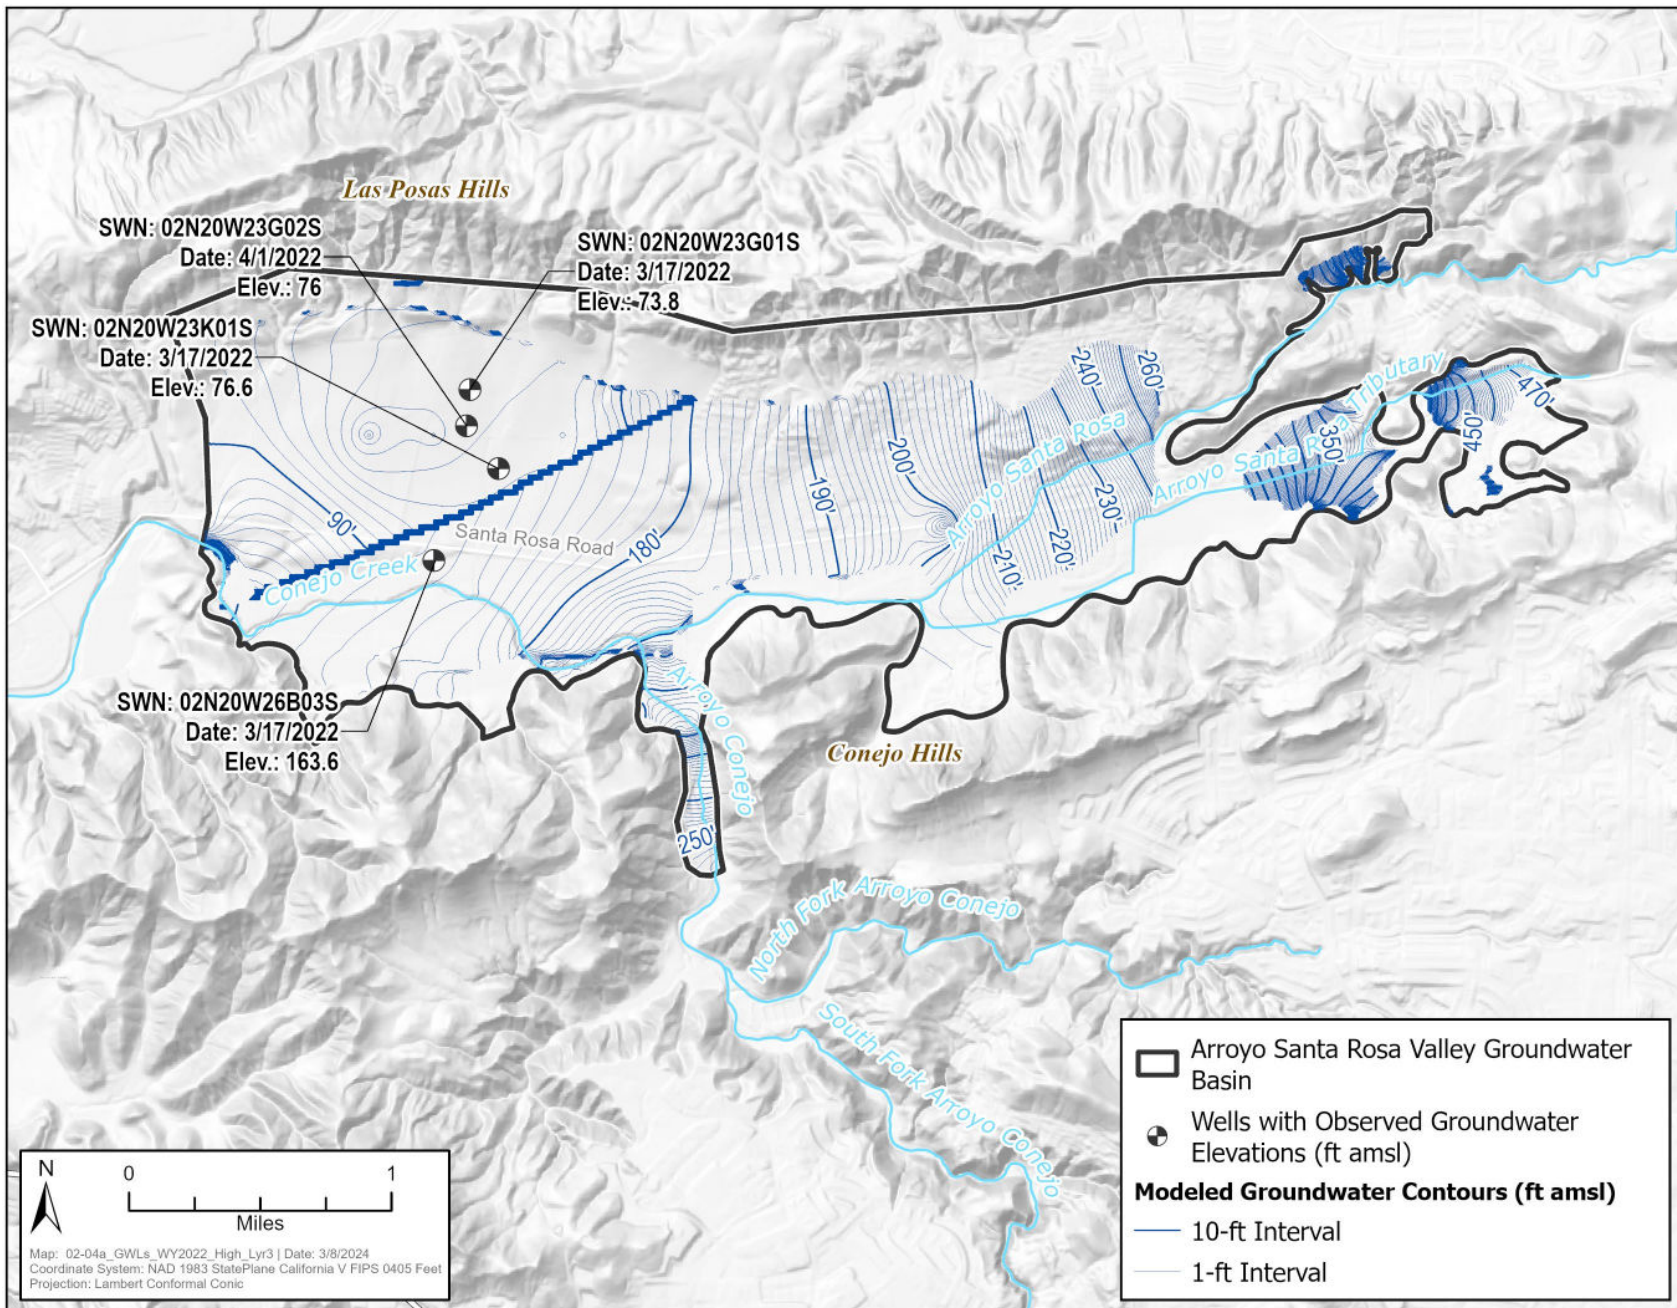 Las Posas Hills
SWN: 02N20W23G02S
Date: 4/1/2022
Elev.: 76
SWN: 02N20W23G01S
Date: 3/17/2022
Elev.: 73.8
SWN: 02N20W23K01S
Date: 3/17/2022
Elev.: 76.6
240'
260'
Arroyo Santa Rosa Tributary
470'
450'
350'
200'
Arroyo Santa Rosa
190'
230'
220'
210'
90'
Santa Rosa Road
180'
Conejo Creek
SWN: 02N20W26B03S
Date: 3/17/2022
Elev.: 163.6
Arroyo Conejo
Conejo Hills
250'
North Fork Arroyo Conejo
South Fork Arroyo Conejo
N
0 1
Miles
Map: 02-04a_GWLs_WY2022_High_Lyr3 | Date: 3/8/2024
Coordinate System: NAD 1983 StatePlane California V FIPS 0405 Feet
Projection: Lambert Conformal Conic
Arroyo Santa Rosa Valley Groundwater
Basin
Wells with Observed Groundwater
Elevations (ft amsl)
Modeled Groundwater Contours (ft amsl)
10-ft Interval
1-ft Interval